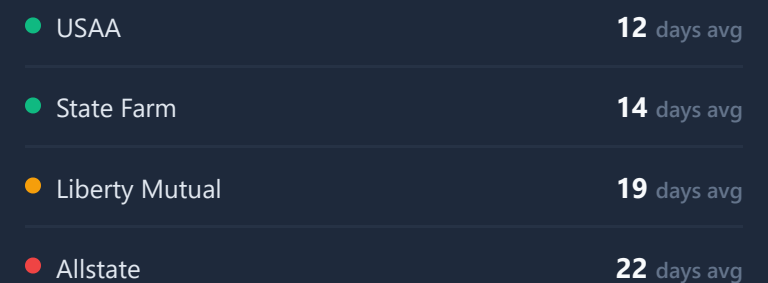 USAA 12 days avg
State Farm 14 days avg
Liberty Mutual 19 days avg
Allstate 22 days avg